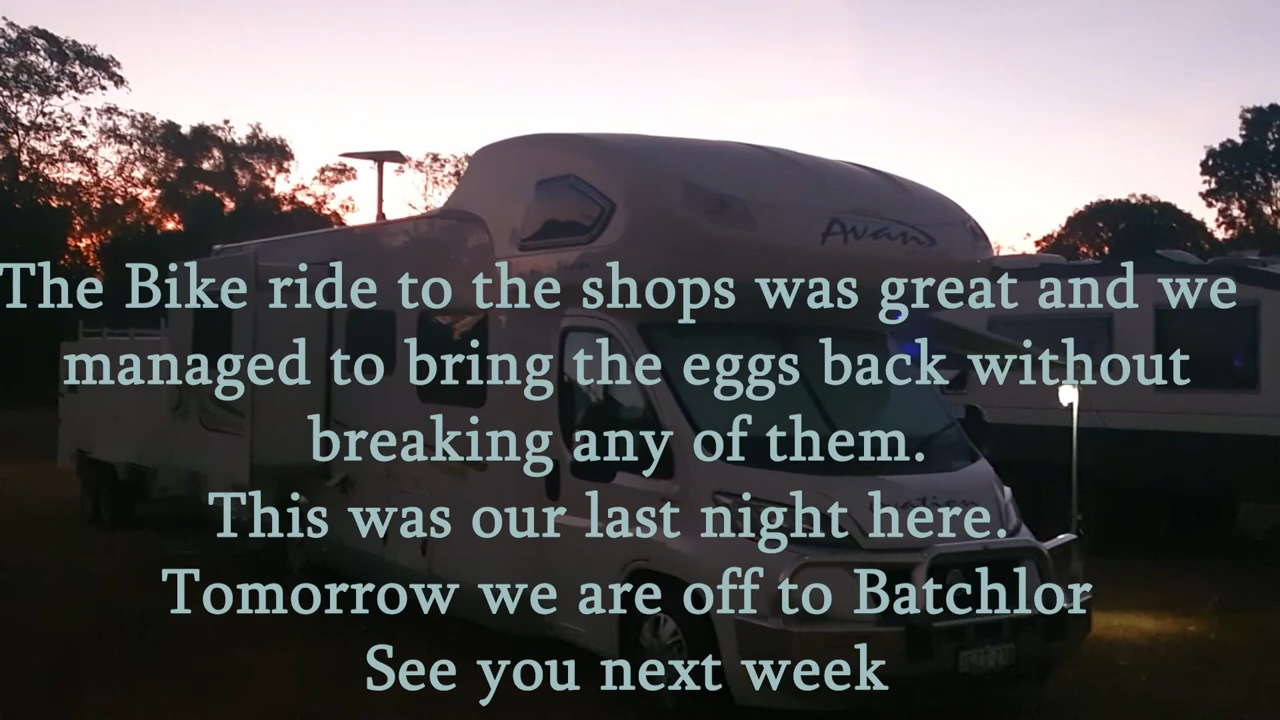 Avan
The Bike ride to the shops was great and we
managed to bring the eggs back without
breaking any of them.
This was our last night here.
Tomorrow we are off to Batchlor
See you next week